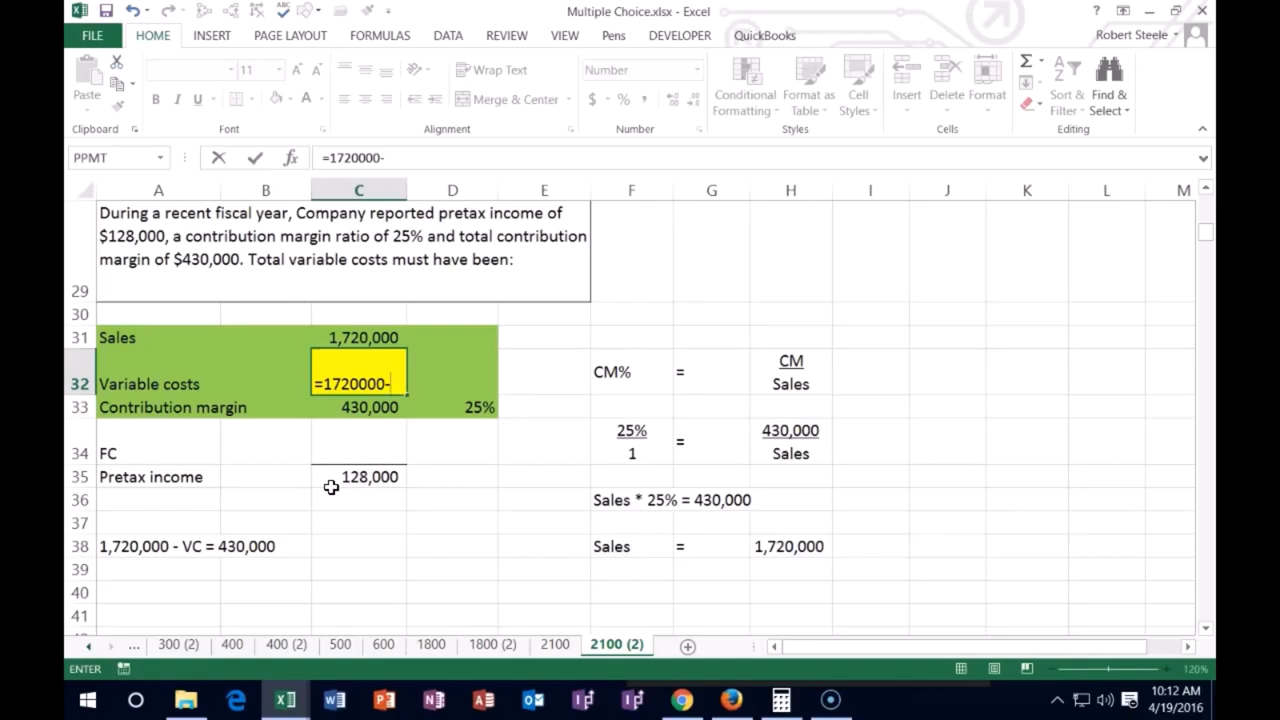 Multiple Choice.xlsx - Excel
?
FILE HOME INSERT PAGE LAYOUT FORMULAS DATA REVIEW VIEW Pens DEVELOPER QuickBooks Robert Steele
Paste
11 A A
B I U A
Wrap Text
Merge & Center
Number
$ % , .00 .0
Conditional Formatting
Format as Table
Cell Styles
Insert Delete Format
Σ
Sort & Filter
Find & Select
Clipboard Font Alignment Number Styles Cells Editing
PPMT fx =1720000-
A B C D E F G H I J K L M
During a recent fiscal year, Company reported pretax income of
$128,000, a contribution margin ratio of 25% and total contribution
margin of $430,000. Total variable costs must have been:
29
30
31 Sales 1,720,000
32 Variable costs =1720000- CM% = CM
Sales
33 Contribution margin 430,000 25%
34 FC 25% = 430,000
1 Sales
35 Pretax income 128,000
36 Sales * 25% = 430,000
37
38 1,720,000 - VC = 430,000 Sales = 1,720,000
39
40
41
... 300 (2) 400 400 (2) 500 600 1800 1800 (2) 2100 2100 (2)
ENTER 120%
10:12 AM
4/19/2016